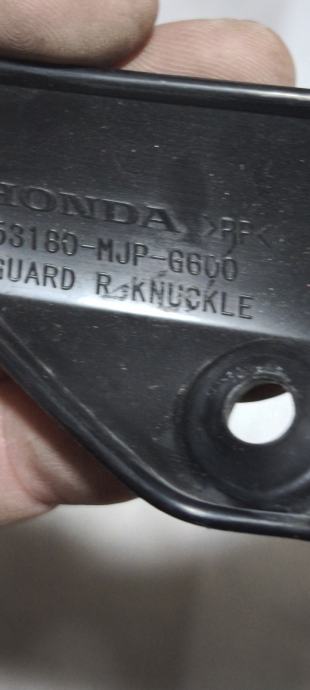 HONDA >PP<
53180-MJP-G600
GUARD R.KNUCKLE